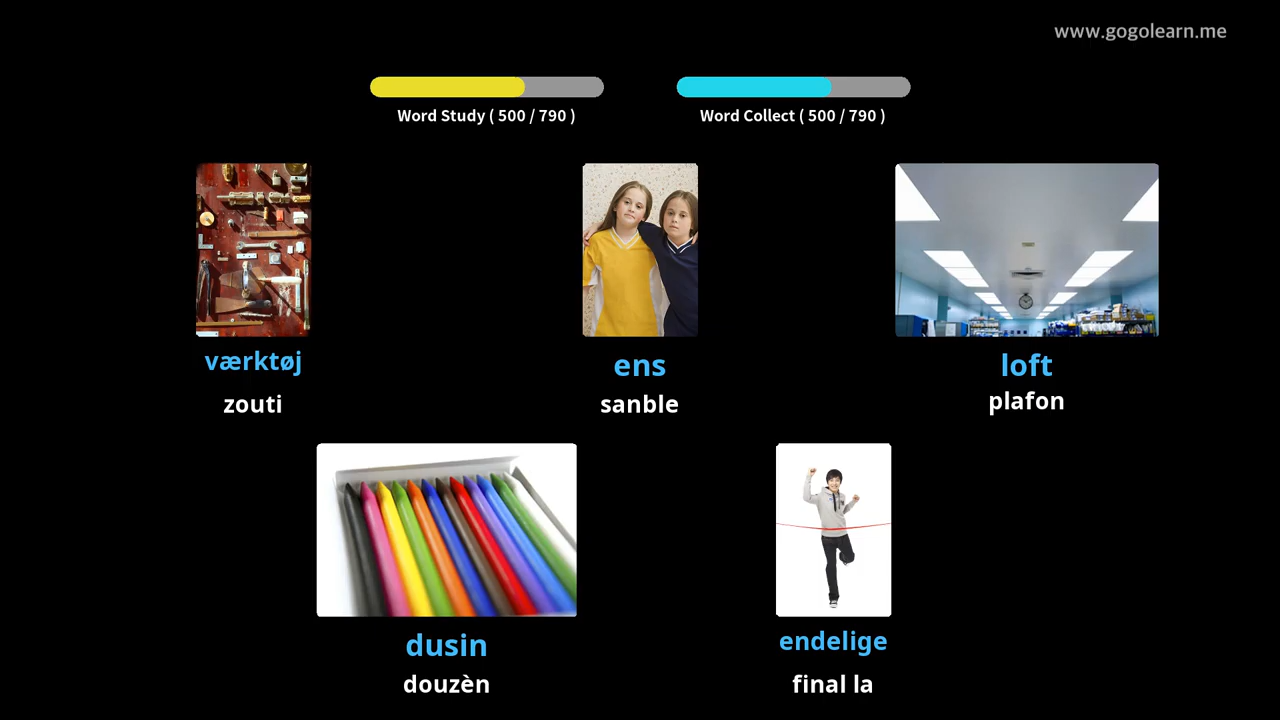 www.gogolearn.me
Word Study ( 500 / 790 )
Word Collect ( 500 / 790 )
værktøj
zouti
ens
sanble
loft
plafon
dusin
douzèn
endelige
final la